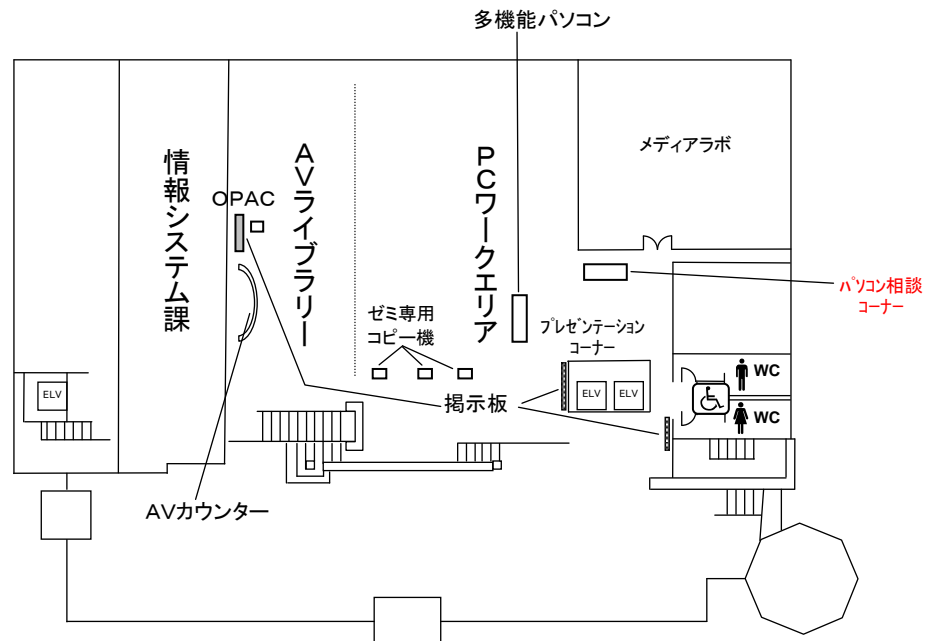 多機能パソコン
メディアラボ
情報システム課
OPAC
AVライブラリー
PCワークエリア
パソコン相談
コーナー
ゼミ専用
コピー機
プレゼンテーション
コーナー
ELV
ELV
ELV
WC
WC
掲示板
AVカウンター